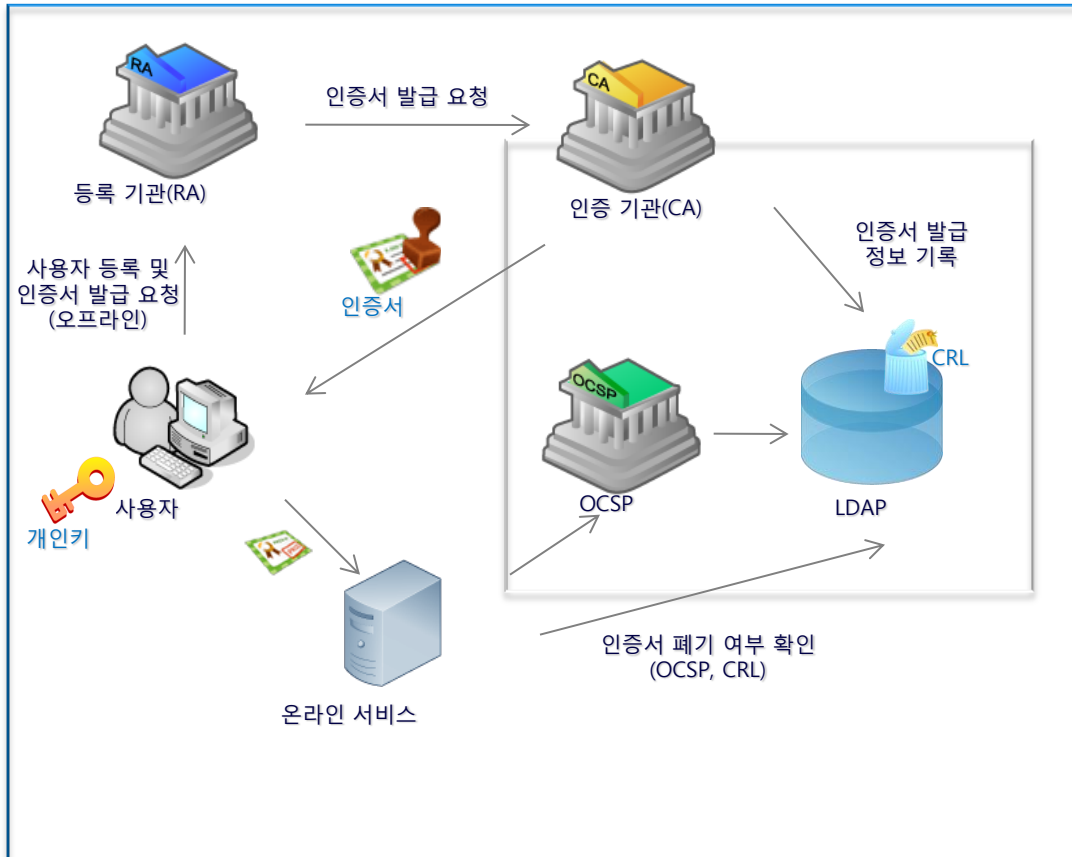 RA
CA
인증서 발급 요청
등록 기관(RA)
인증 기관(CA)
인증서 발급
정보 기록
사용자 등록 및
인증서 발급 요청
(오프라인)
인증서
CRL
OCSP
OCSP
LDAP
사용자
개인키
인증서 폐기 여부 확인
(OCSP, CRL)
온라인 서비스